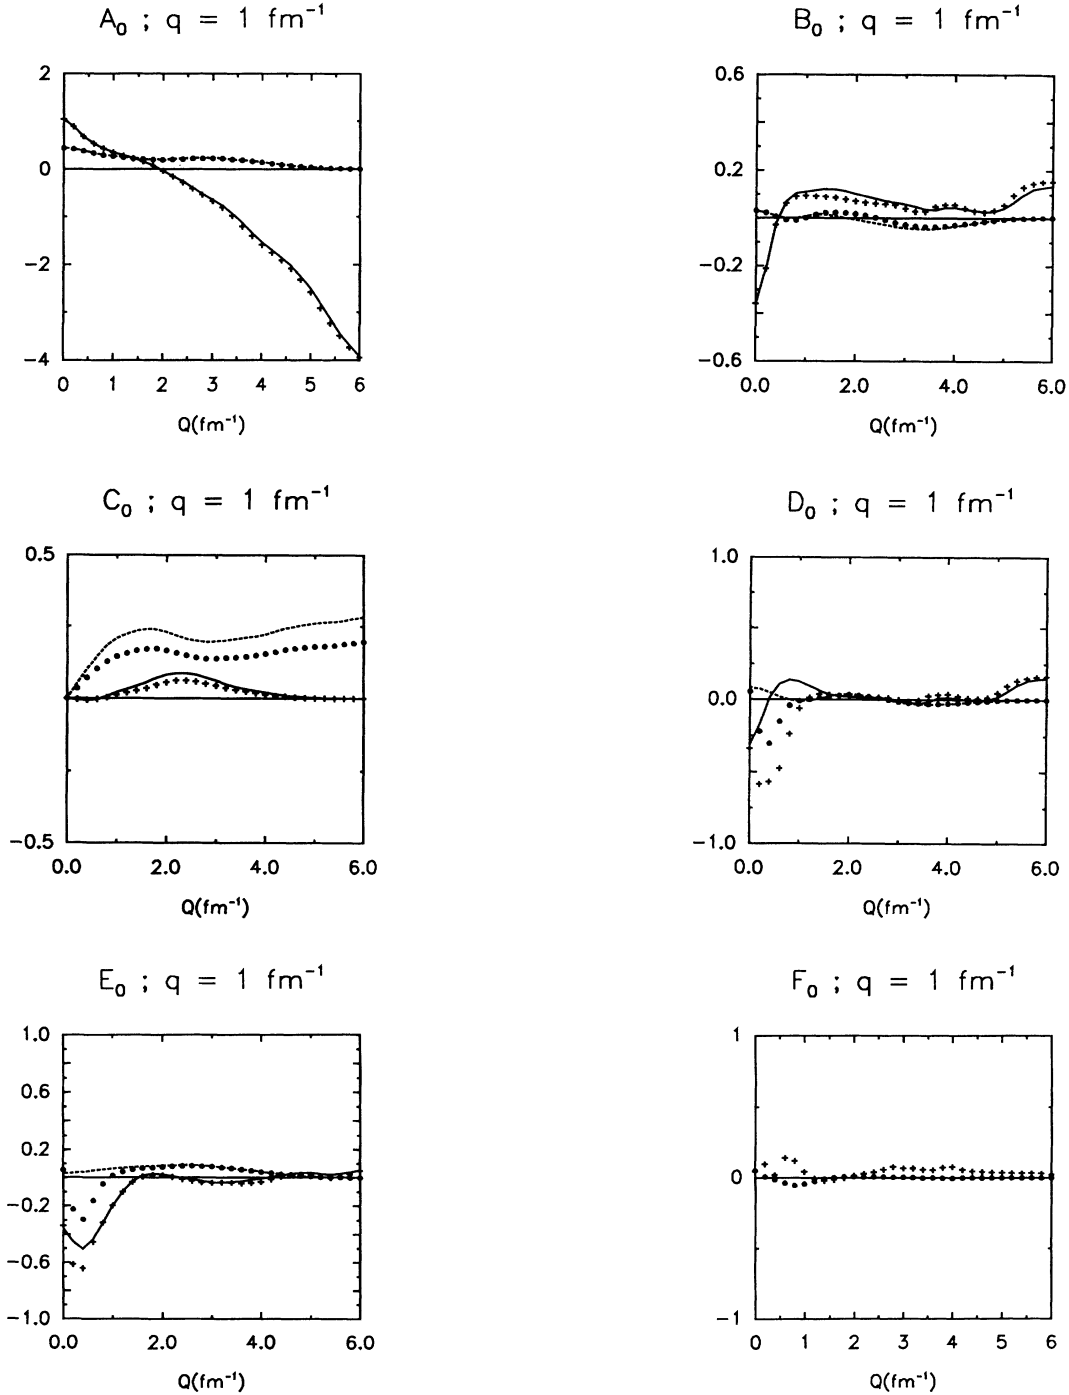 A₀ ; q = 1 fm⁻¹
2
0
−2
−4
0 1 2 3 4 5 6
Q(fm⁻¹)
B₀ ; q = 1 fm⁻¹
0.6
0.2
−0.2
−0.6
0.0 2.0 4.0 6.0
Q(fm⁻¹)
C₀ ; q = 1 fm⁻¹
0.5
−0.5
0.0 2.0 4.0 6.0
Q(fm⁻¹)
D₀ ; q = 1 fm⁻¹
1.0
0.0
−1.0
0.0 2.0 4.0 6.0
Q(fm⁻¹)
E₀ ; q = 1 fm⁻¹
1.0
0.6
0.2
−0.2
−0.6
−1.0
0.0 2.0 4.0 6.0
Q(fm⁻¹)
F₀ ; q = 1 fm⁻¹
1
0
−1
0 1 2 3 4 5 6
Q(fm⁻¹)